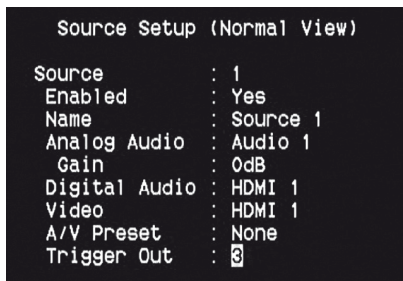 Source Setup (Normal View)
Source : 1
Enabled : Yes
Name : Source 1
Analog Audio : Audio 1
Gain : 0dB
Digital Audio : HDMI 1
Video : HDMI 1
A/V Preset : None
Trigger Out : 3